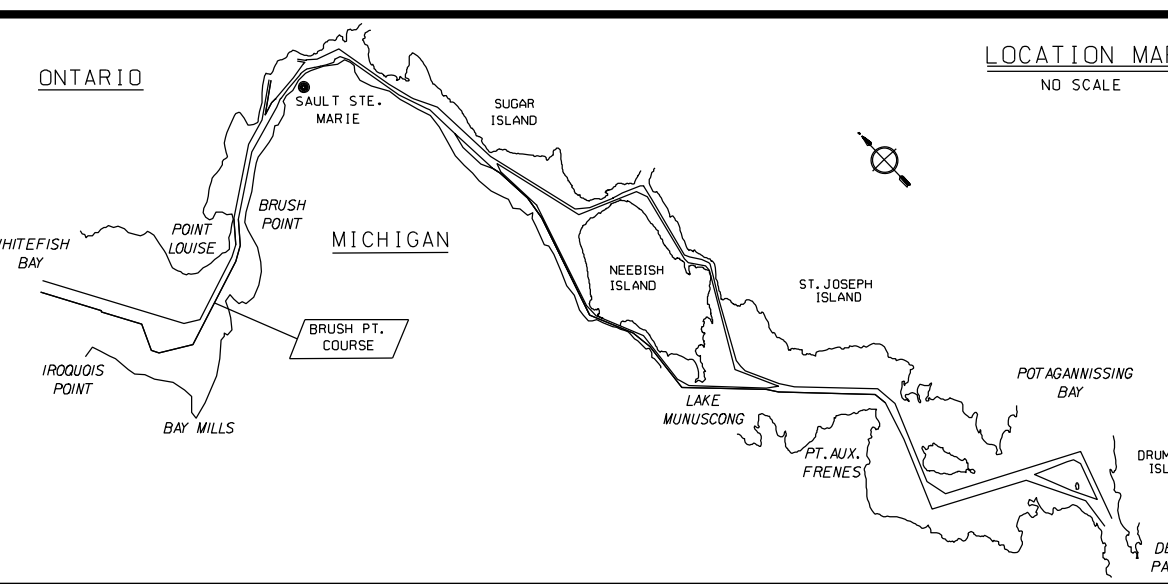 ONTARIO
LOCATION MAP
NO SCALE
SAULT STE.
MARIE
SUGAR
ISLAND
BRUSH
POINT
POINT
LOUISE
MICHIGAN
WHITEFISH
BAY
NEEBISH
ISLAND
ST. JOSEPH
ISLAND
BRUSH PT.
COURSE
IROQUOIS
POINT
BAY MILLS
LAKE
MUNUSCONG
POTAGANNISSING
BAY
PT. AUX.
FRENES
DRUM
ISL
DE
PA